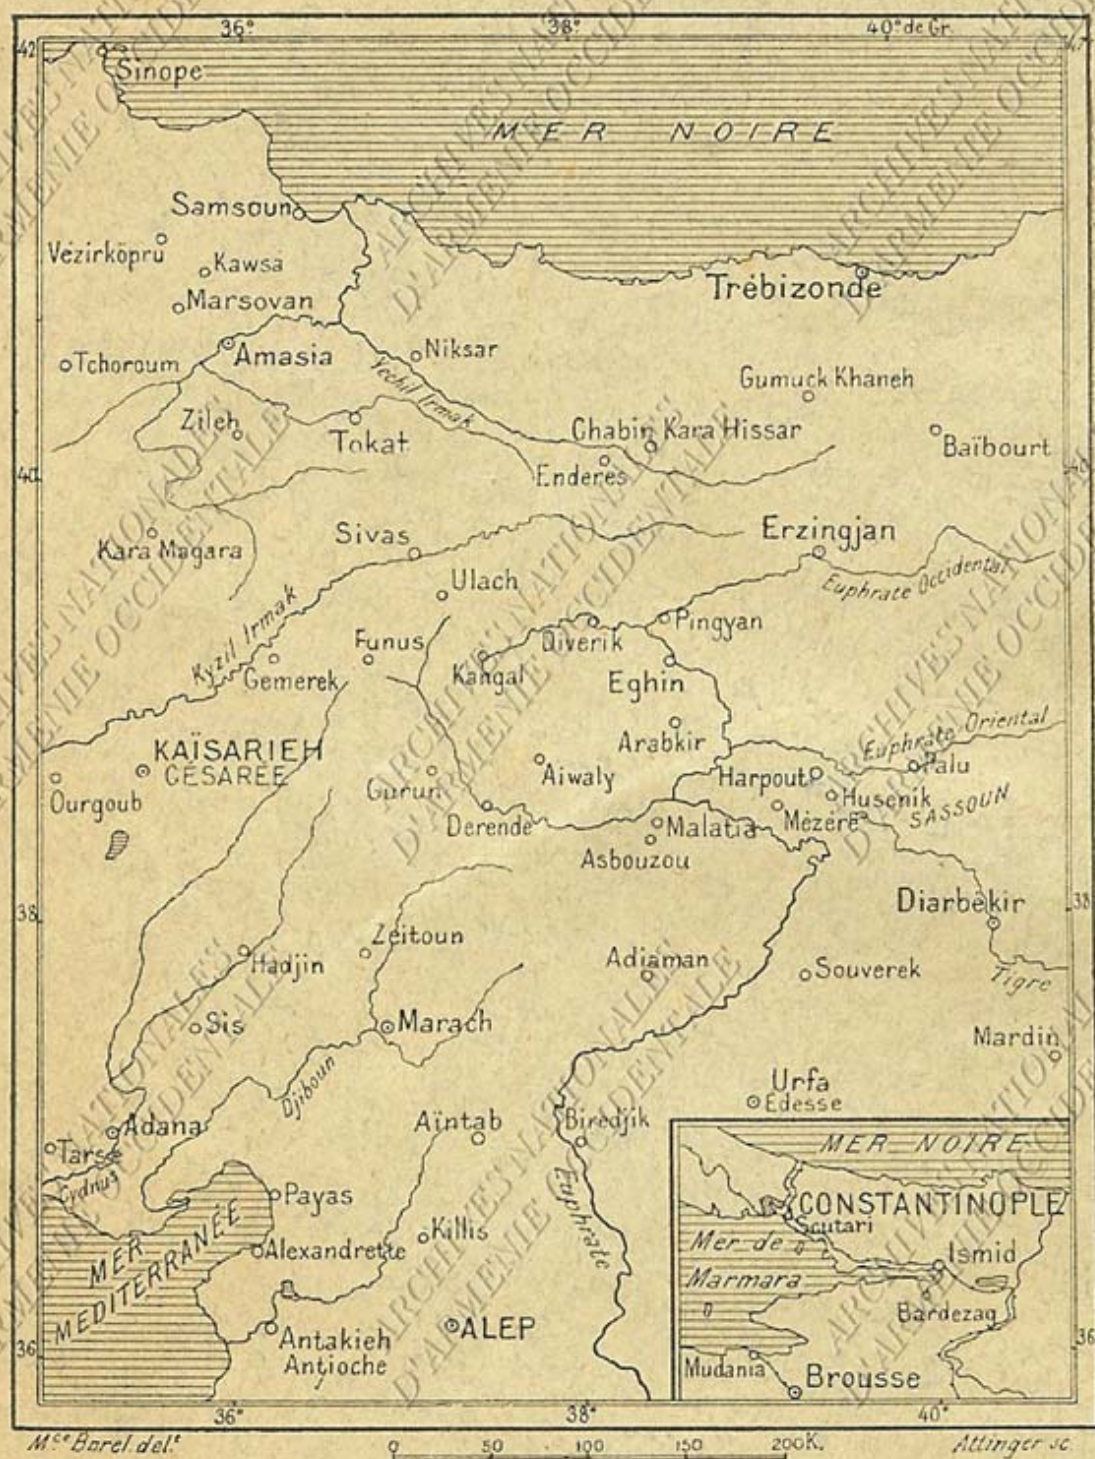 36°
38°
40° de Gr.
42
Sinope
MER NOIRE
Samsoun
Vézirköpru
Kawsa
Marsovan
Trébizonde
Tchoroum
Amasia
Niksar
Yechil Irmak
Gumuck Khaneh
Zileh
Tokat
Chabin Kara Hissar
Baïbourt
40
Enderes
Kara Magara
Sivas
Erzingjan
Ulach
Euphrate Occidental
Kyzil Irmak
Funus
Diverik
Pingyan
Gemerek
Kangal
Eghin
KAÏSARIEH
CÉSARÉE
Arabkir
Euphrate Oriental
Ourgoub
Gurun
Aiwaly
Harpout
Palu
Husenik
SASSOUN
Derende
Malatia
Mézéré
Asbouzou
38
38
Diarbékir
Zeitoun
Hadjin
Adiaman
Souverek
Tigre
Sis
Marach
Mardin
Djihoun
Urfa
Edesse
Adana
Aïntab
Biredjik
Tarse
Cydnus
Payas
Killis
Euphrate
Alexandrette
MER
MEDITERRANÉE
Antakieh
Antioche
ALEP
36
MER NOIRE
CONSTANTINOPLE
Scutari
Mer de
Marmara
Ismid
Bardezag
Mudania
Brousse
36
36°
38°
40°
Mce Borel. delt.
0 50 100 150 200K.
Attinger sc.
ARCHIVES NATIONALES
D'ARMÉNIE OCCIDENTALE